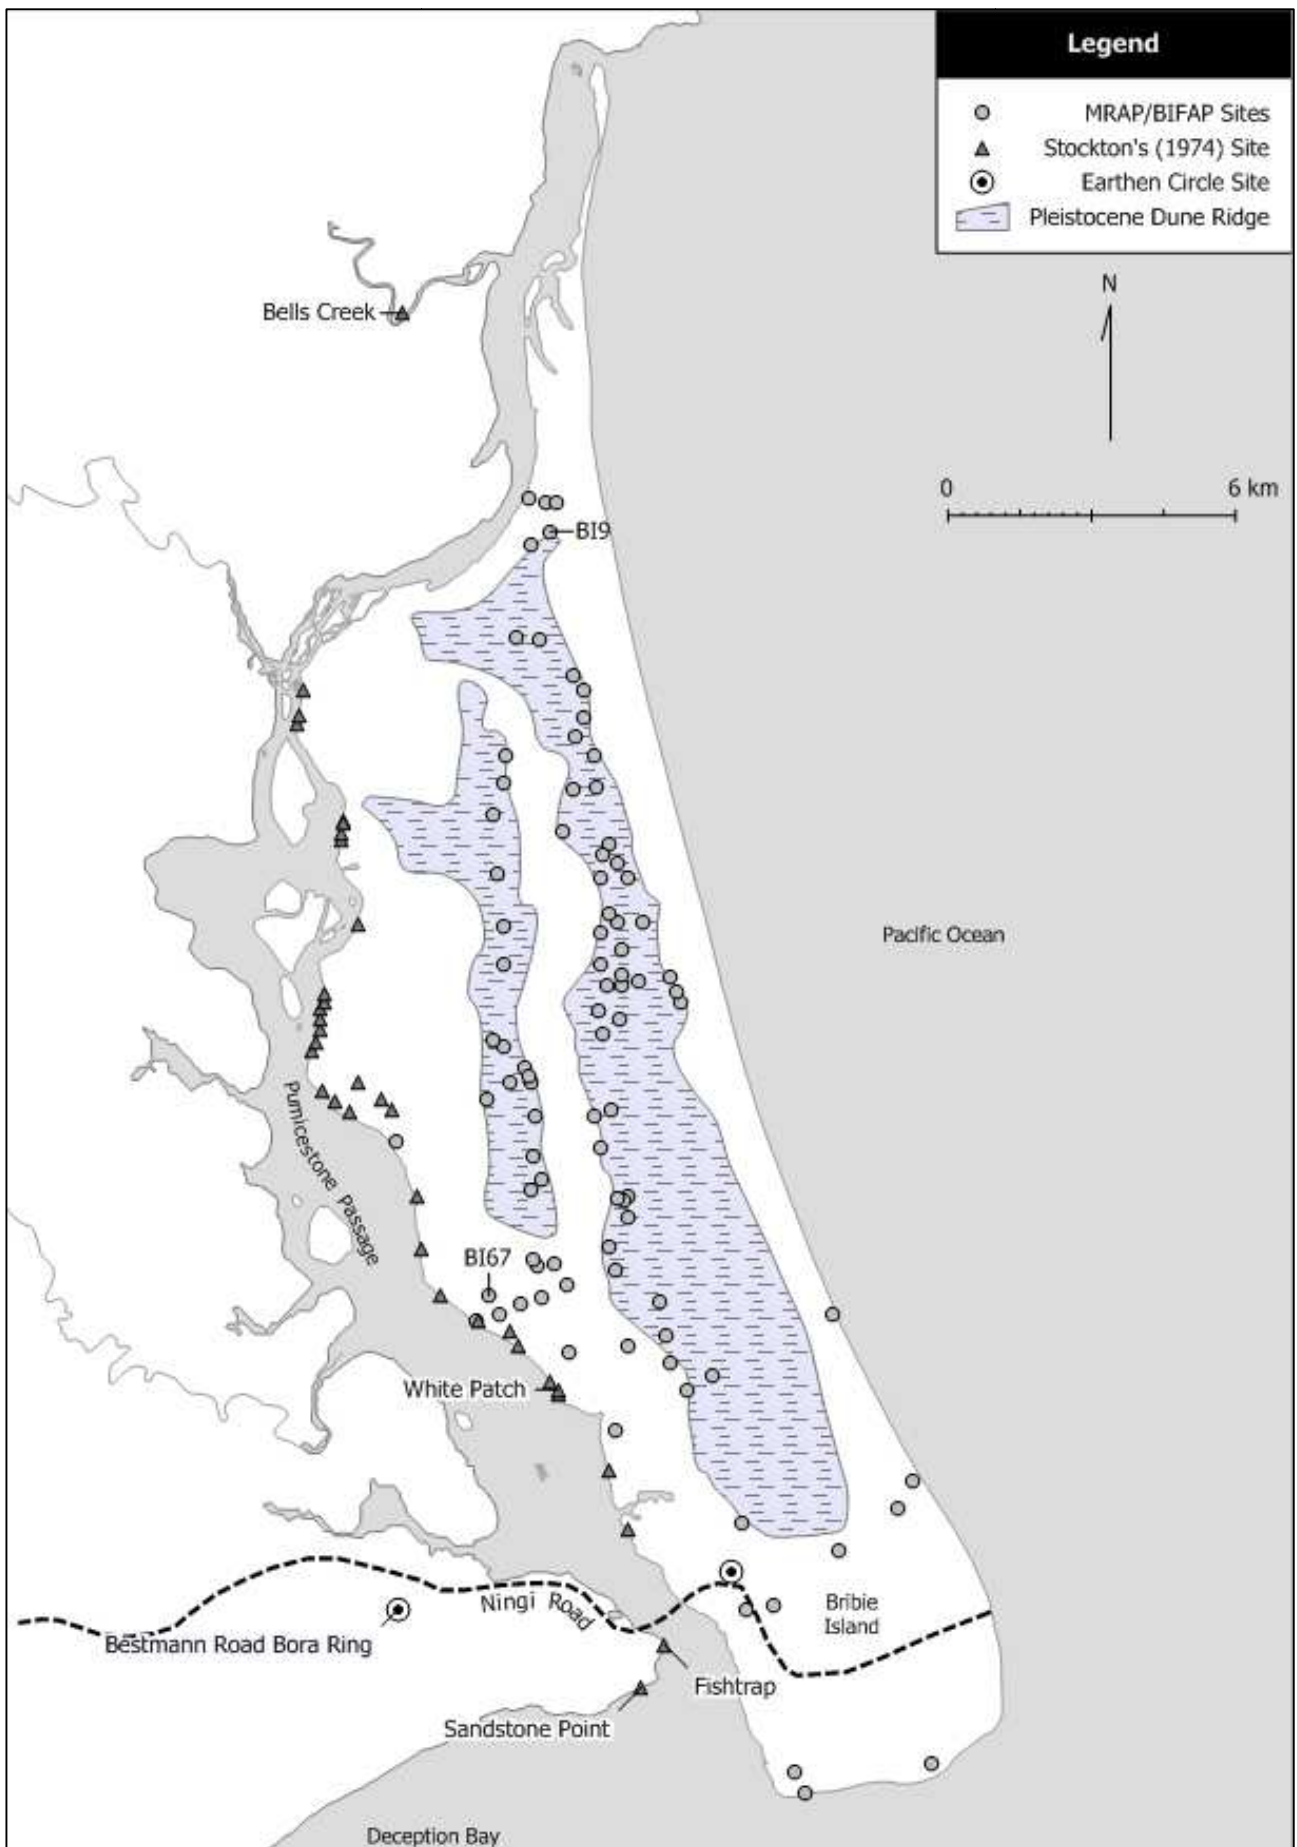 Legend
MRAP/BIFAP Sites
Stockton's (1974) Site
Earthen Circle Site
Pleistocene Dune Ridge
N
0 6 km
Bells Creek
BI9
Pacific Ocean
Pumicestone Passage
BI67
White Patch
Ningi Road
Bribie
Island
Bestmann Road Bora Ring
Fishtrap
Sandstone Point
Deception Bay